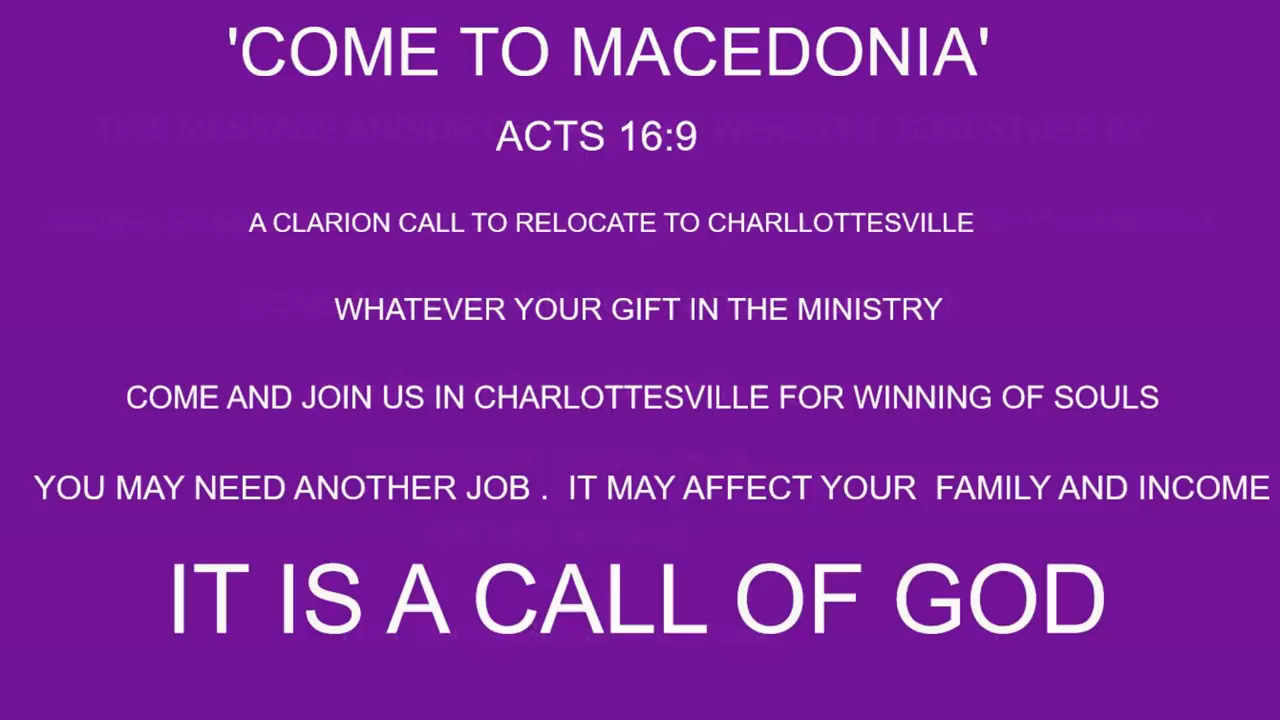 'COME TO MACEDONIA'
ACTS 16:9
A CLARION CALL TO RELOCATE TO CHARLLOTTESVILLE
WHATEVER YOUR GIFT IN THE MINISTRY
COME AND JOIN US IN CHARLOTTESVILLE FOR WINNING OF SOULS
YOU MAY NEED ANOTHER JOB .  IT MAY AFFECT YOUR  FAMILY AND INCOME
IT IS A CALL OF GOD